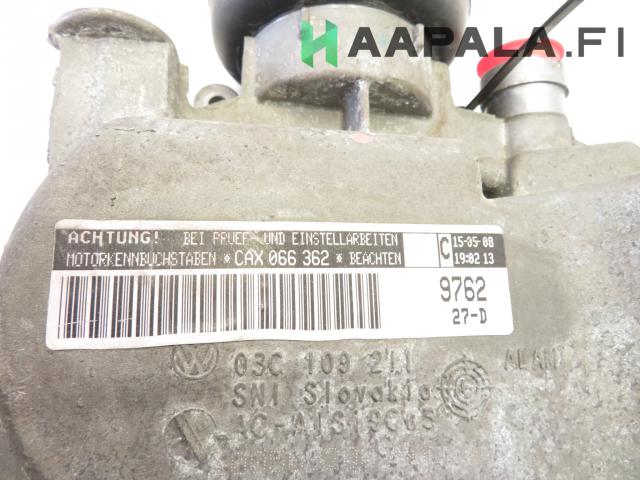 HAAPALA.FI
ACHTUNG! BEI PRUEF- UND EINSTELLARBEITEN
MOTORKENNBUCHSTABEN * CAX 066 362 * BEACHTEN
C 15-05-08
19:02 13
9762
27-D
03C 109 211
SNI Slovakia